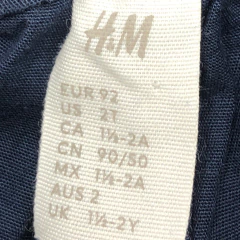 H&M
EUR 92
US 2T
CA 1½-2A
CN 90/50
MX 1½-2A
AUS 2
UK 1½-2Y